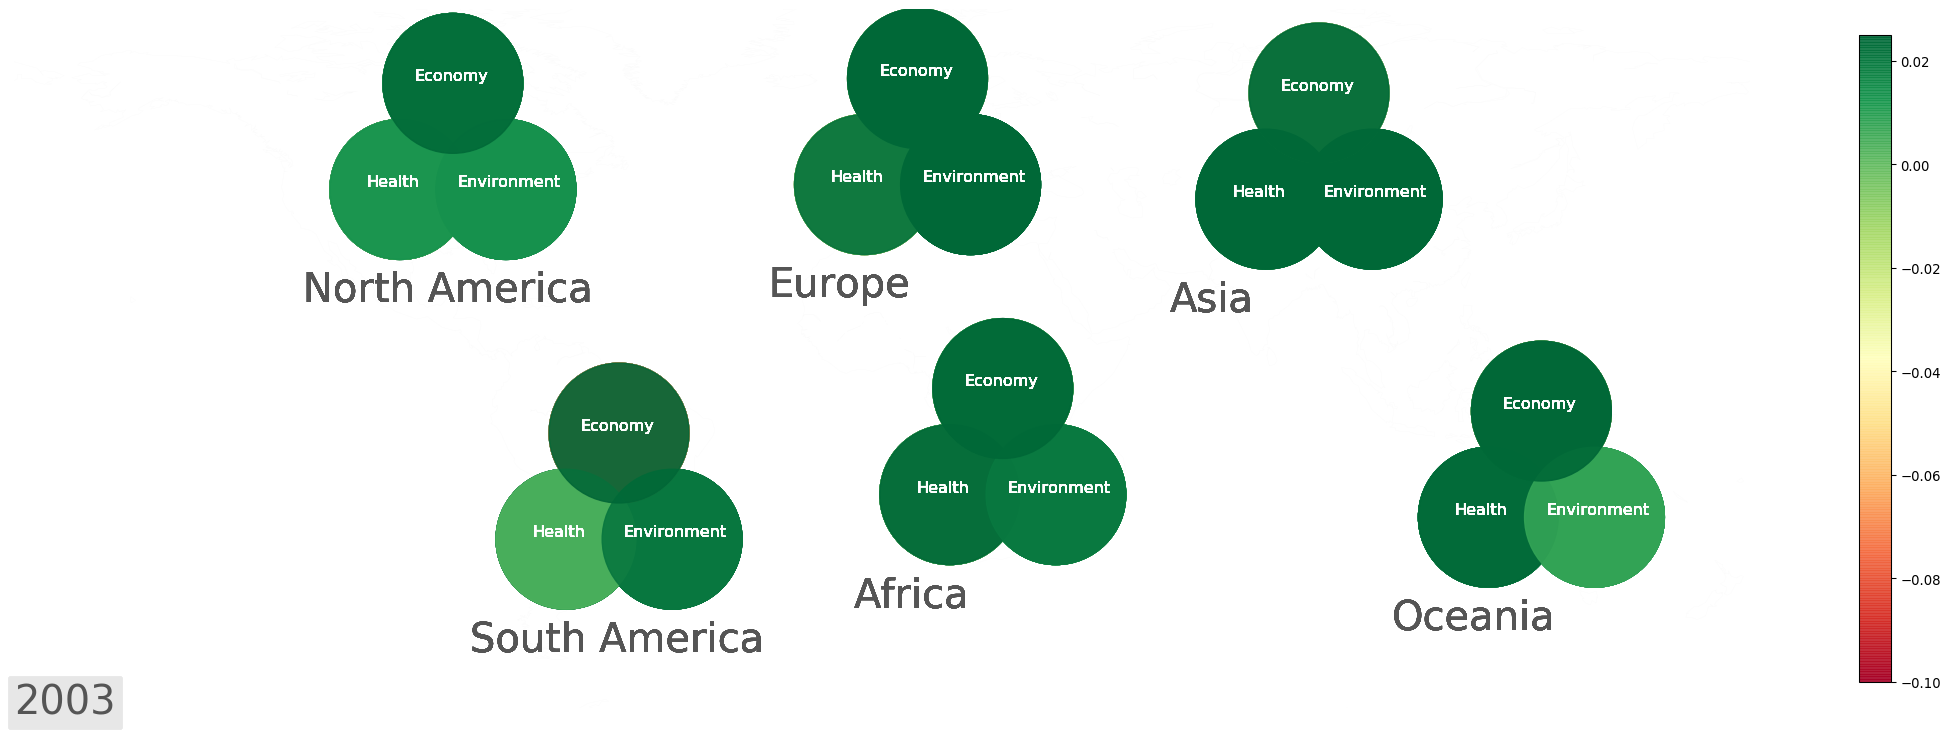 Economy
Health
Environment
North America
Economy
Health
Environment
Europe
Economy
Health
Environment
Asia
Economy
Health
Environment
South America
Economy
Health
Environment
Africa
Economy
Health
Environment
Oceania
2003
0.02
0.00
−0.02
−0.04
−0.06
−0.08
−0.10